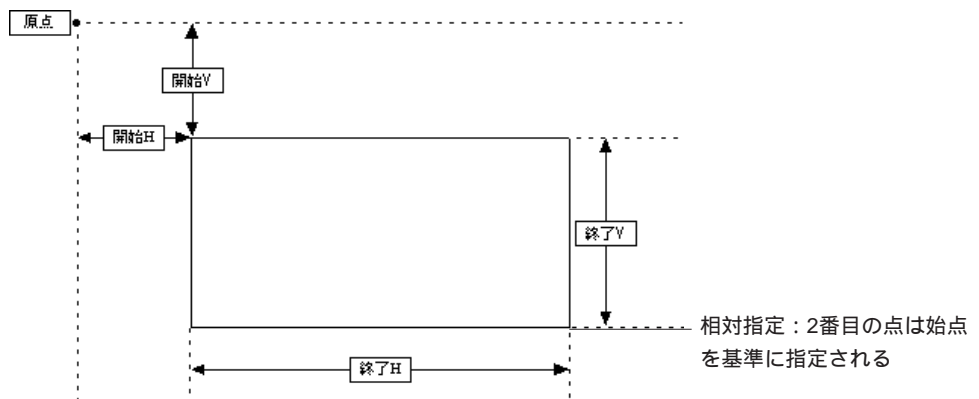 原点
開始V
開始H
終了V
相対指定：2番目の点は始点
を基準に指定される
終了H